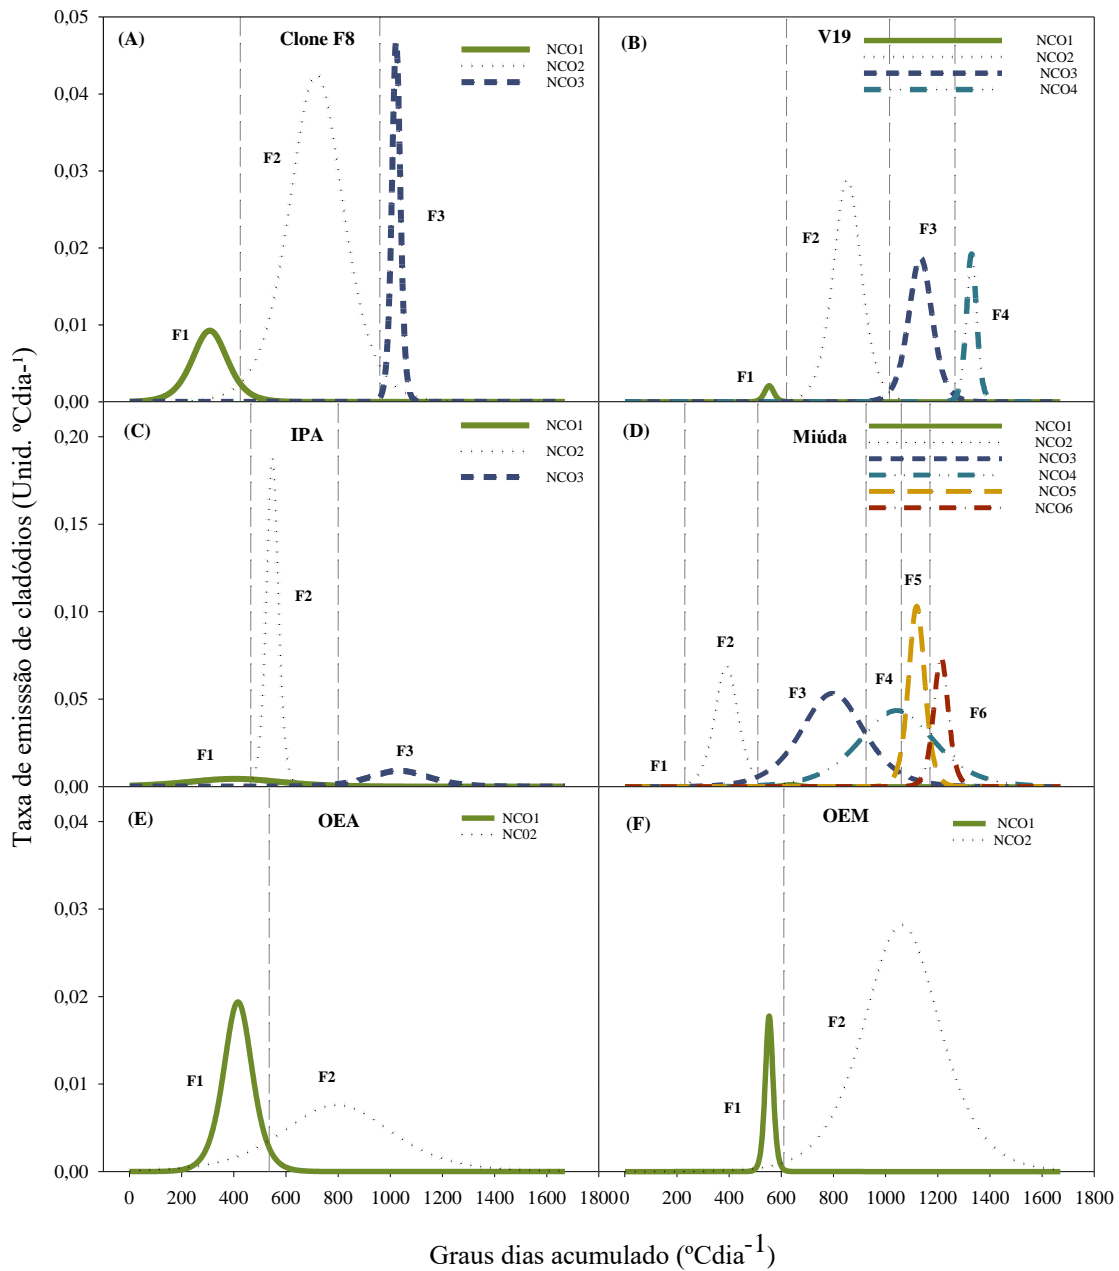 Taxa de emissão de cladódios (Unid. ºCdia-¹)
0,05
0,04
0,03
0,02
0,01
0,00
(A)
Clone F8
NCO1
NCO2
NCO3
F1
F2
F3
(B)
V19
NCO1
NCO2
NCO3
NCO4
F1
F2
F3
F4
0,20
0,15
0,10
0,05
0,00
(C)
IPA
NCO1
NCO2
NCO3
F1
F2
F3
(D)
Miúda
NCO1
NCO2
NCO3
NCO4
NCO5
NCO6
F1
F2
F3
F4
F5
F6
0,04
0,03
0,02
0,01
0,00
(E)
OEA
NCO1
NC02
F1
F2
(F)
OEM
NCO1
NCO2
F1
F2
0 200 400 600 800 1000 1200 1400 1600 1800
0 200 400 600 800 1000 1200 1400 1600 1800
Graus dias acumulado (ºCdia-1)